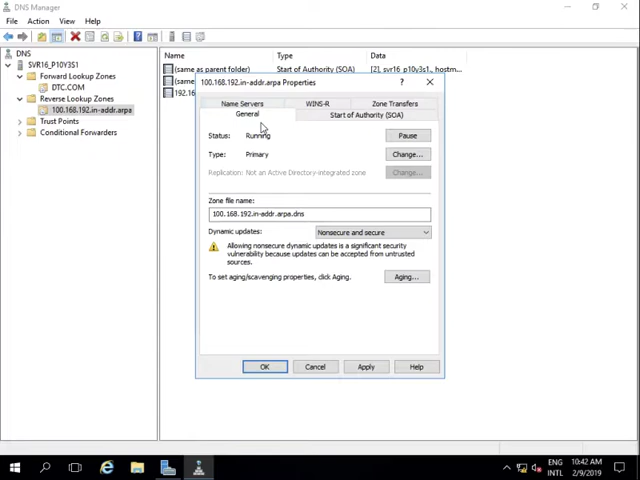 DNS Manager
File Action View Help
DNS
SVR16_P10Y3S1
Forward Lookup Zones
DTC.COM
Reverse Lookup Zones
100.168.192.in-addr.arpa
Trust Points
Conditional Forwarders
Name Type Data
(same as parent folder) Start of Authority (SOA) [2], svr16_p10y3s1., hostm...
(same
192.16
100.168.192.in-addr.arpa Properties
Name Servers WINS-R Zone Transfers
General Start of Authority (SOA)
Status: Running Pause
Type: Primary Change...
Replication: Not an Active Directory-integrated zone Change...
Zone file name:
100.168.192.in-addr.arpa.dns
Dynamic updates: Nonsecure and secure
Allowing nonsecure dynamic updates is a significant security
vulnerability because updates can be accepted from untrusted
sources.
To set aging/scavenging properties, click Aging. Aging...
OK Cancel Apply Help
ENG 10:42 AM
INTL 2/9/2019